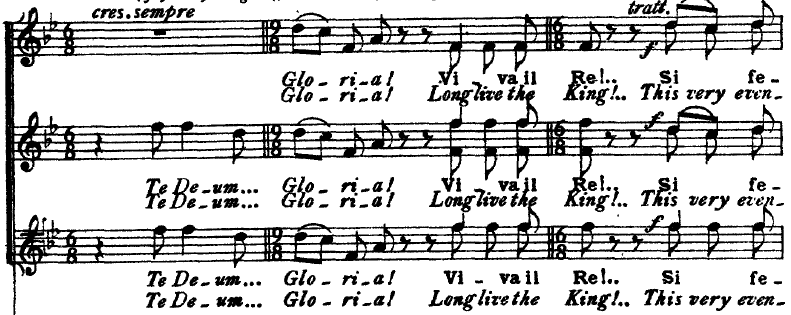 cres. sempre
tratt.
Glo - ri - a! Vi - va il Re!.. Si fe -
Glo - ri - a! Long live the King!.. This very even -
f
Te De - um... Glo - ri - a! Vi - va il Re!.. Si fe -
Te De - um... Glo - ri - a! Long live the King!.. This very even -
f
Te De - um... Glo - ri - a! Vi - va il Re!.. Si fe -
Te De - um... Glo - ri - a! Long live the King!.. This very even -